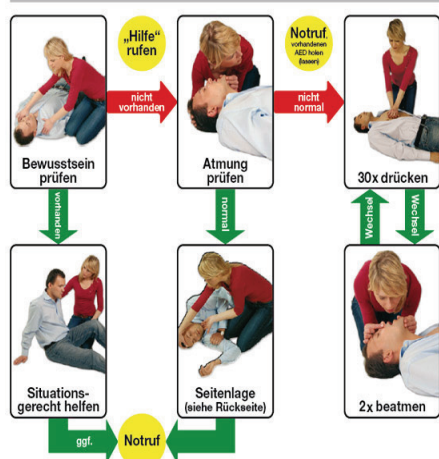 „Hilfe“
rufen
Notruf,
vorhandenen
AED holen
(lassen)
nicht
vorhanden
nicht
normal
Bewusstsein
prüfen
Atmung
prüfen
30x drücken
vorhanden
normal
Wechsel
Wechsel
Situations-
gerecht helfen
Seitenlage
(siehe Rückseite)
2x beatmen
ggf.
Notruf